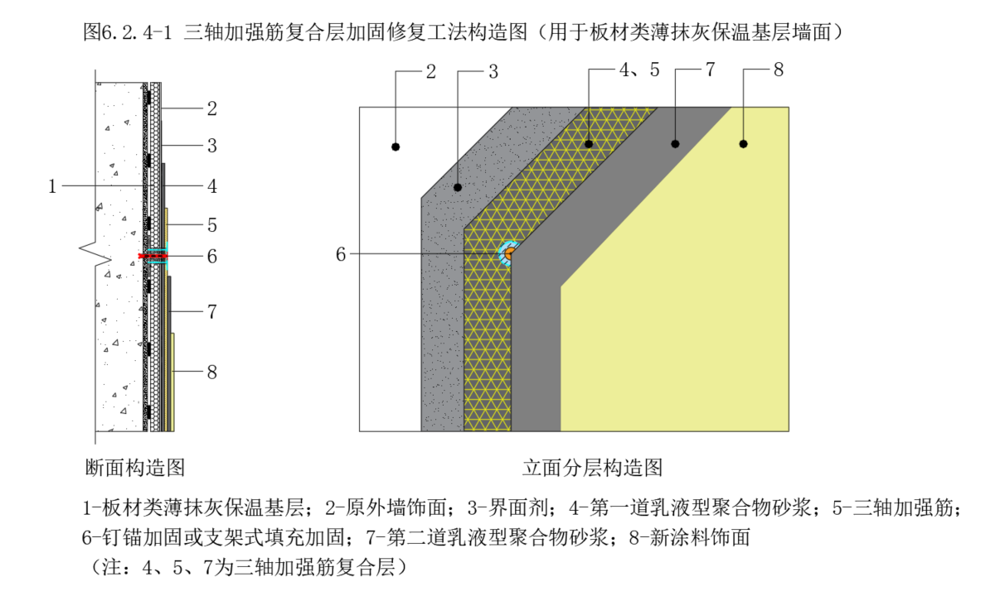 图6.2.4-1 三轴加强筋复合层加固修复工法构造图（用于板材类薄抹灰保温基层墙面）
2
3
4、5
7
8
2
3
1
4
5
6
6
7
8
断面构造图
立面分层构造图
1-板材类薄抹灰保温基层；2-原外墙饰面；3-界面剂；4-第一道乳液型聚合物砂浆；5-三轴加强筋；
6-钉锚加固或支架式填充加固；7-第二道乳液型聚合物砂浆；8-新涂料饰面
（注：4、5、7为三轴加强筋复合层）